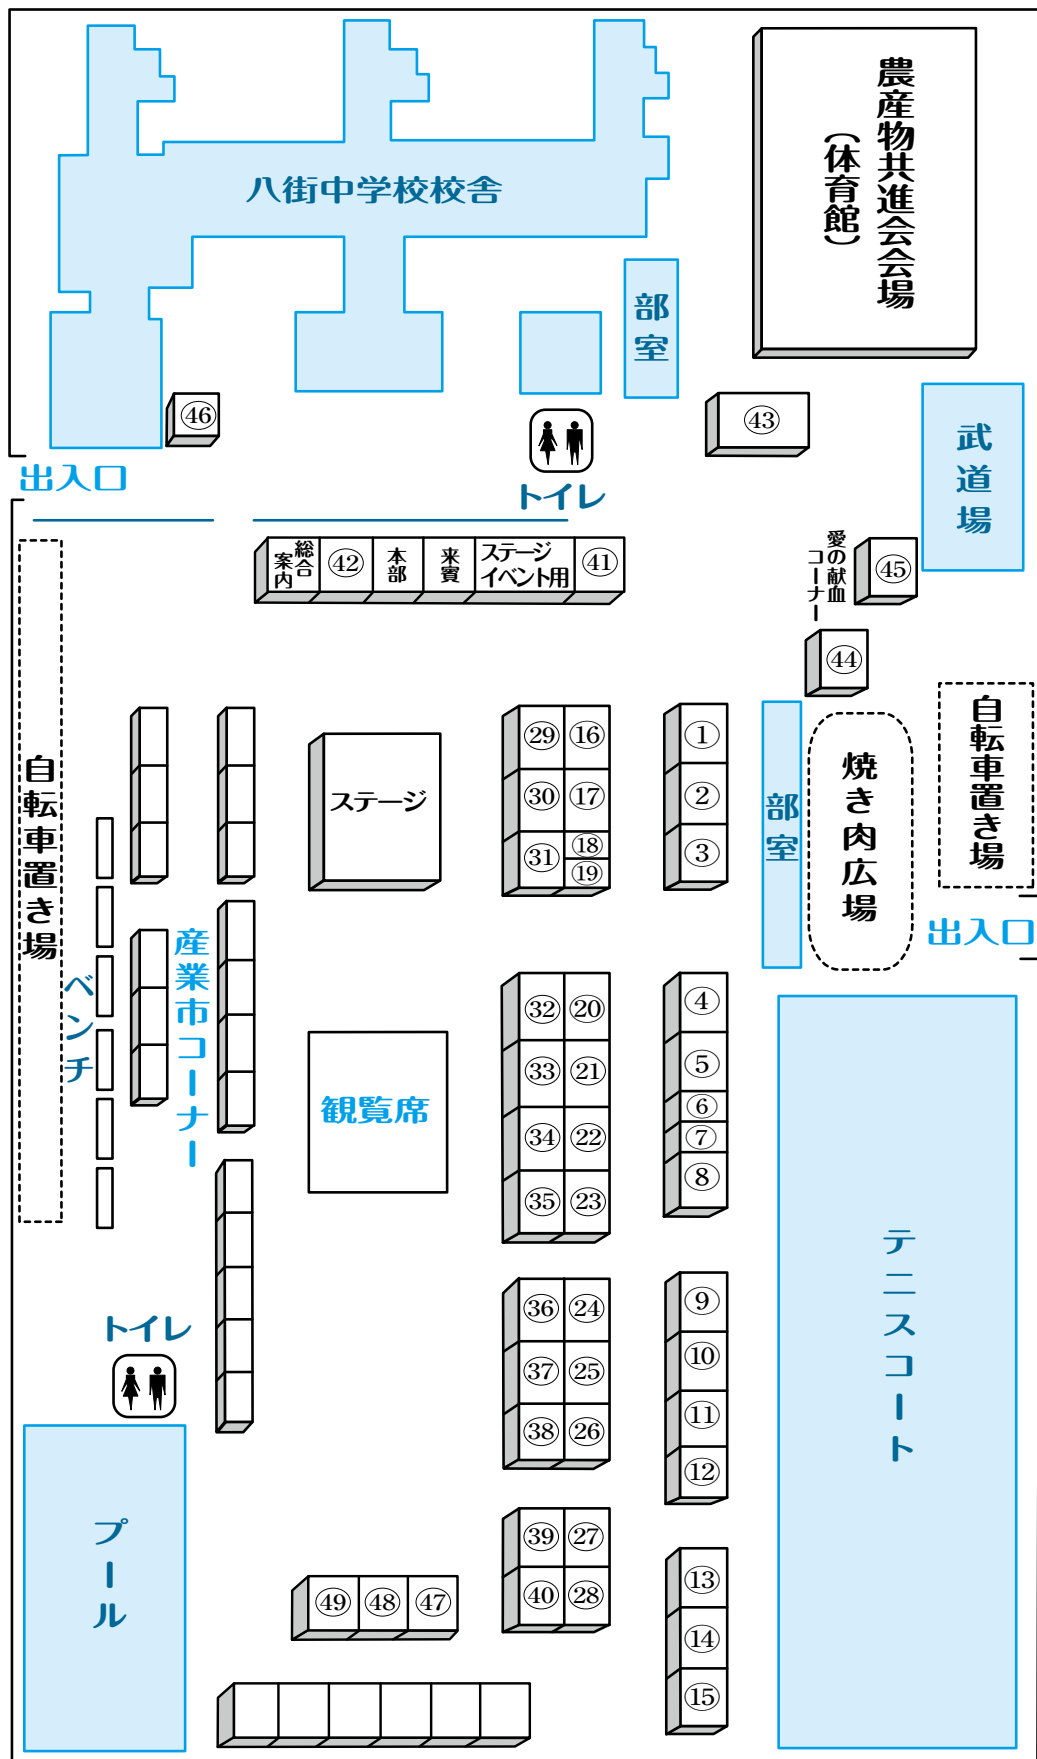 八街中学校校舎
農産物共進会会場
（体育館）
部室
㊻
㊸
武道場
出入口
トイレ
総合
案内
㊷
本部
来賓
ステージ
イベント用
㊶
愛の献血
コーナー
㊺
㊹
自転車置き場
ステージ
㉙
⑯
①
㉚
⑰
②
㉛
⑱
⑲
③
部室
焼き肉広場
自転車置き場
出入口
ベンチ
産業市コーナー
観覧席
㉜
⑳
④
㉝
㉑
⑤
⑥
㉞
㉒
⑦
㉟
㉓
⑧
㊱
㉔
⑨
㊲
㉕
⑩
㊳
㉖
⑪
⑫
テニスコート
トイレ
プール
㊴
㉗
㊵
㉘
⑬
⑭
⑮
㊾
㊽
㊼